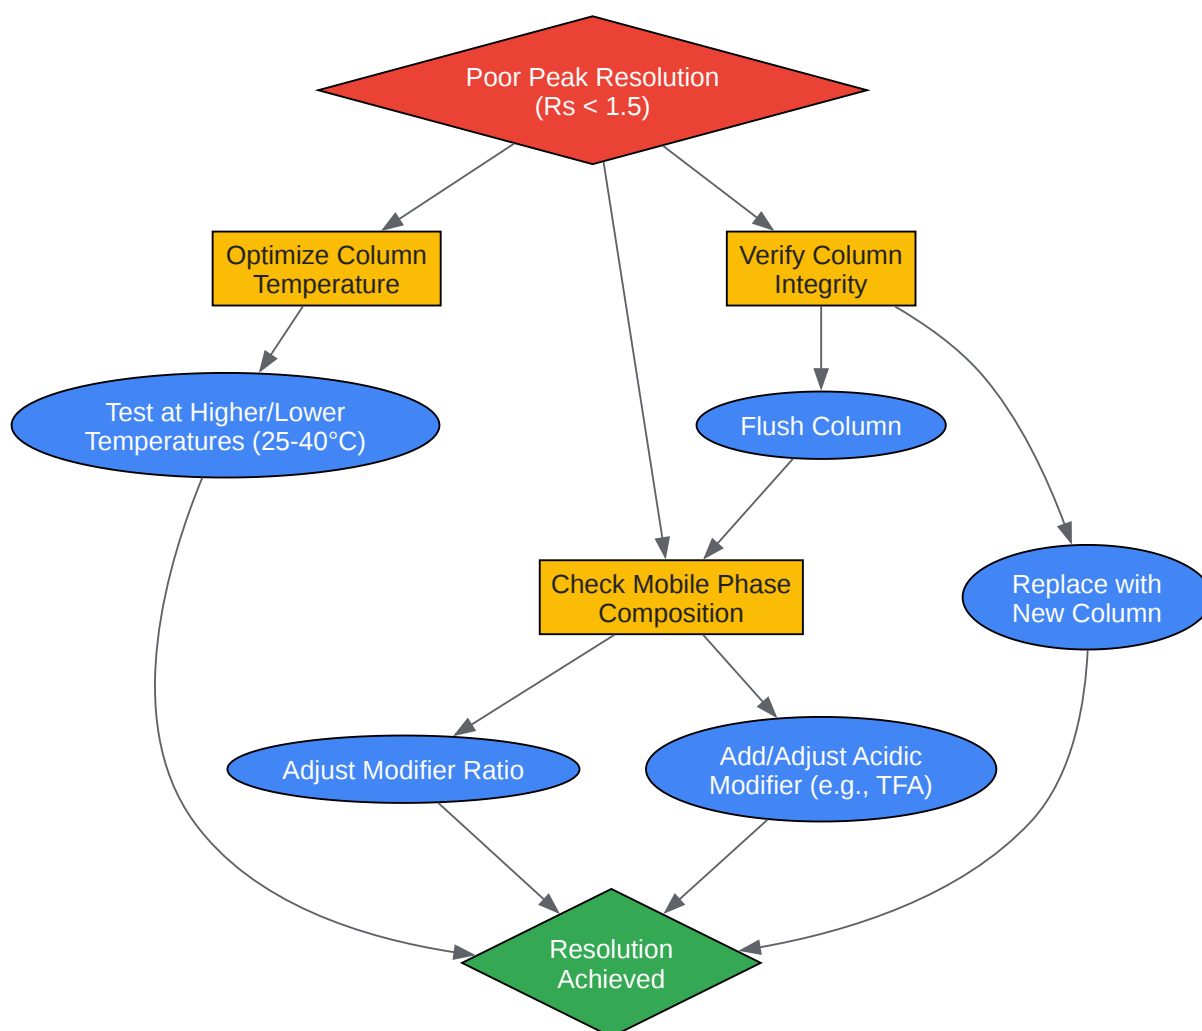 Poor Peak Resolution
(Rs < 1.5)
Optimize Column
Temperature
Verify Column
Integrity
Test at Higher/Lower
Temperatures (25-40°C)
Flush Column
Check Mobile Phase
Composition
Replace with
New Column
Adjust Modifier Ratio
Add/Adjust Acidic
Modifier (e.g., TFA)
Resolution
Achieved